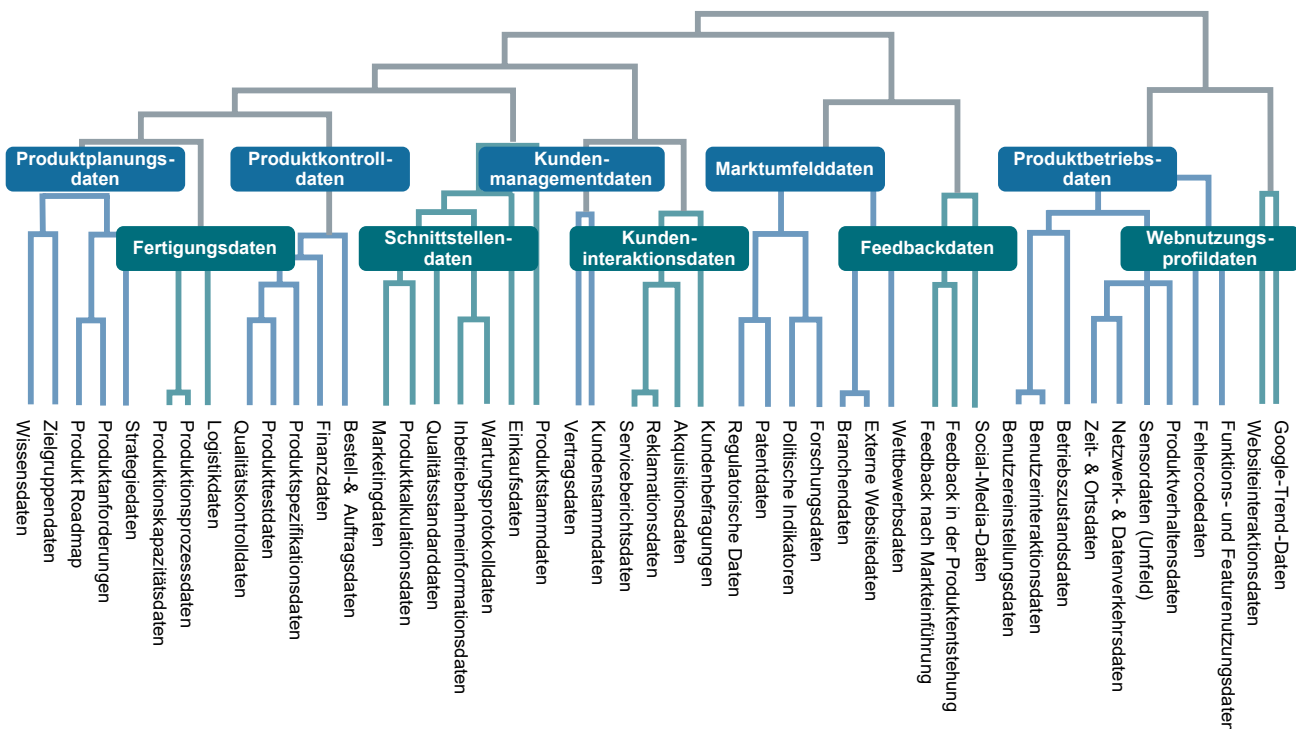 Produktplanungs-
daten
Produktkontroll-
daten
Kunden-
managementdaten
Marktumfelddaten
Produktbetriebs-
daten
Fertigungsdaten
Schnittstellen-
daten
Kunden-
interaktionsdaten
Feedbackdaten
Webnutzungs-
profildaten
Wissensdaten
Zielgruppendaten
Produkt Roadmap
Produktanforderungen
Strategiedaten
Produktionskapazitätsdaten
Produktionsprozessdaten
Logistikdaten
Qualitätskontrolldaten
Produkttestdaten
Produktspezifikationsdaten
Finanzdaten
Bestell-& Auftragsdaten
Marketingdaten
Produktkalkulationsdaten
Qualitätsstandarddaten
Inbetriebnahmeinformationsdaten
Wartungsprotokolldaten
Einkaufsdaten
Produktstammdaten
Vertragsdaten
Kundenstammdaten
Serviceberichtsdaten
Reklamationsdaten
Akquisitionsdaten
Kundenbefragungen
Regulatorische Daten
Patentdaten
Politische Indikatoren
Forschungsdaten
Branchendaten
Externe Websitedaten
Wettbewerbsdaten
Feedback nach Markteinführung
Feedback in der Produktentstehung
Social-Media-Daten
Benutzereinstellungsdaten
Benutzerinteraktionsdaten
Betriebszustandsdaten
Zeit- & Ortsdaten
Netzwerk- & Datenverkehrsdaten
Sensordaten (Umfeld)
Produktverhaltensdaten
Fehlercodedaten
Funktions- und Featurenutzungsdaten
Websiteinteraktionsdaten
Google-Trend-Daten